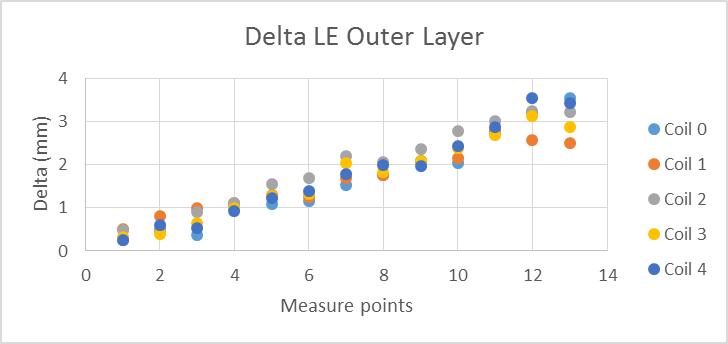 Delta LE Outer Layer
4
3
2
1
0
Delta (mm)
0 2 4 6 8 10 12 14
Measure points
Coil 0
Coil 1
Coil 2
Coil 3
Coil 4